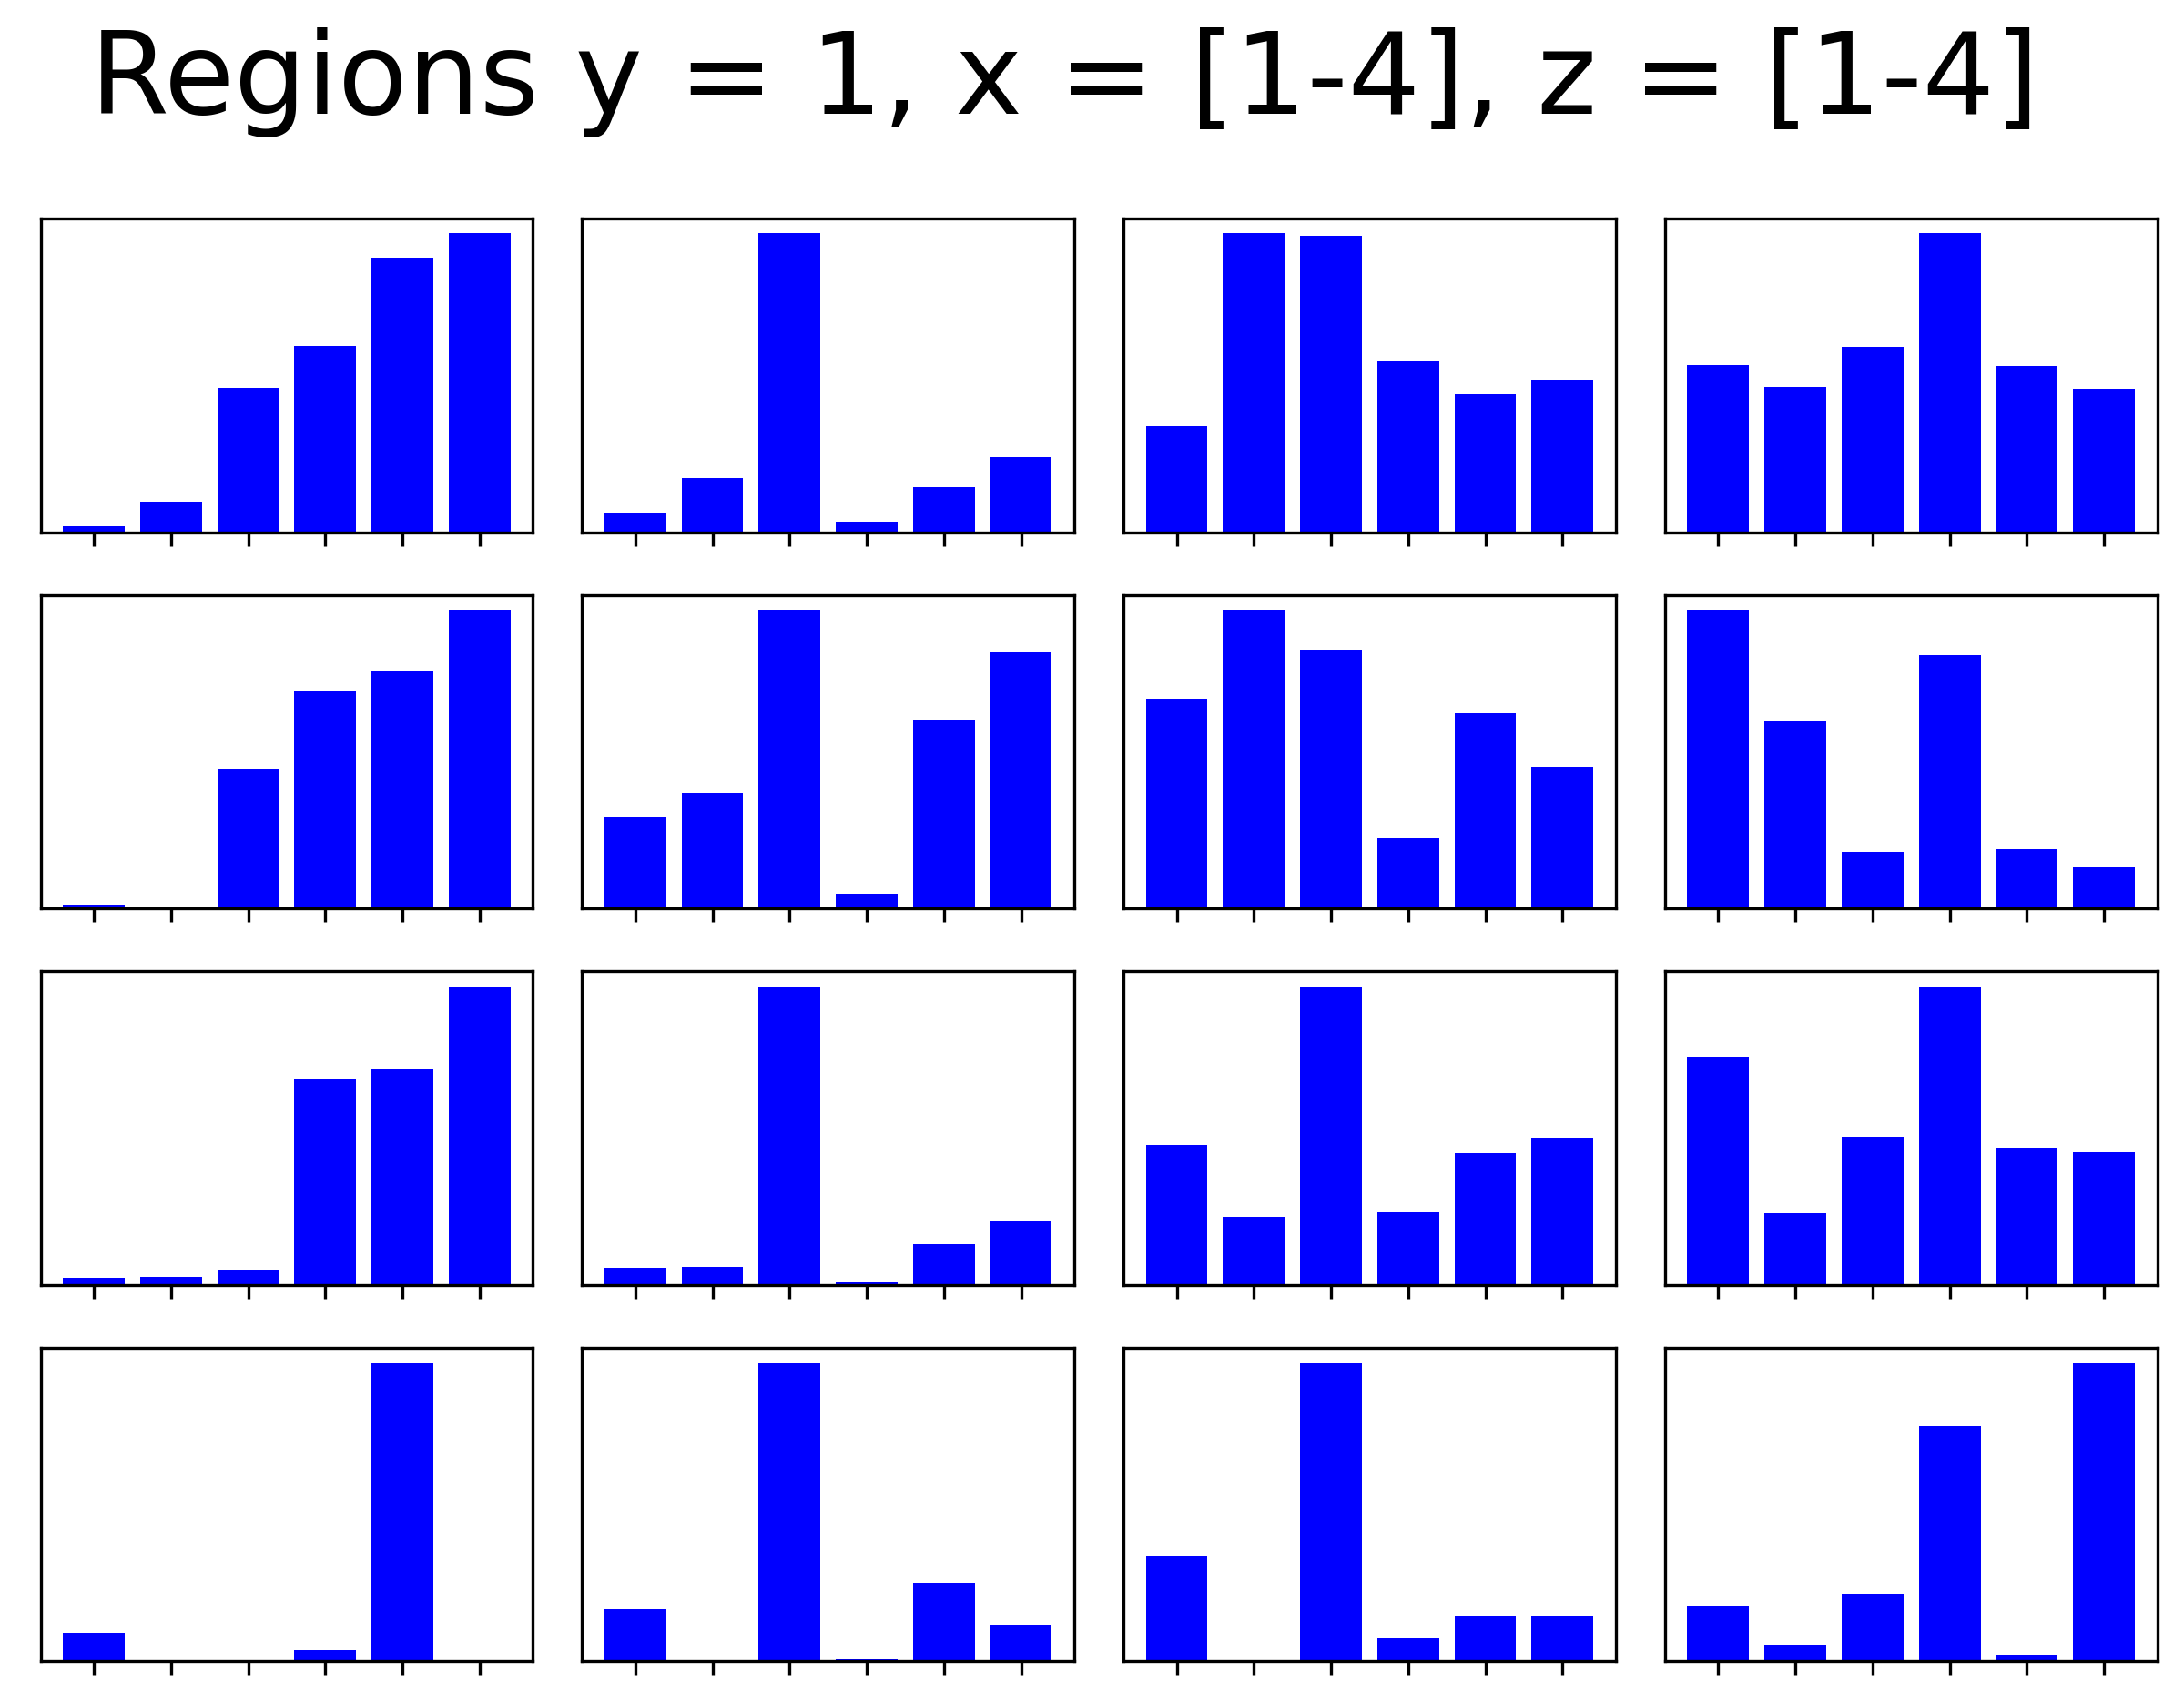 Regions y = 1, x = [1-4], z = [1-4]